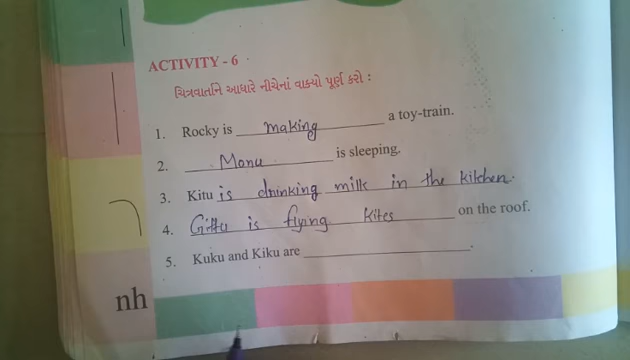 ACTIVITY - 6
ચિત્રવાર્તાને આધારે નીચેનાં વાક્યો પૂર્ણ કરો :
1. Rocky is making a toy-train.
2. Monu is sleeping.
3. Kitu is drinking milk in the kitchen.
4. Gittu is flying kites on the roof.
5. Kuku and Kiku are ____________.
nh